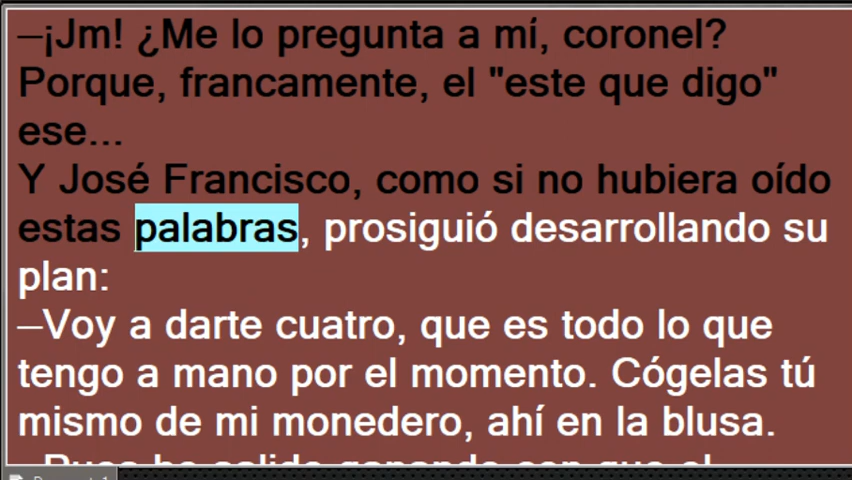 –¡Jm! ¿Me lo pregunta a mí, coronel?
Porque, francamente, el "este que digo"
ese...
Y José Francisco, como si no hubiera oído
estas palabras, prosiguió desarrollando su
plan:
–Voy a darte cuatro, que es todo lo que
tengo a mano por el momento. Cógelas tú
mismo de mi monedero, ahí en la blusa.